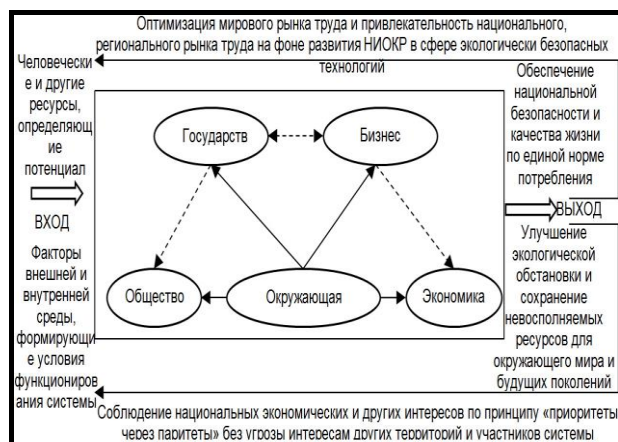 Оптимизация мирового рынка труда и привлекательность национального,
регионального рынка труда на фоне развития НИОКР в сфере экологически безопасных
технологий
Человечески
е и другие
ресурсы,
определяющ
ие
потенциал
ВХОД
Факторы
внешней и
внутренней
среды,
формирующи
е условия
функциониров
ания системы
Государств
Бизнес
Общество
Окружающая
Экономика
Обеспечение
национальной
безопасности и
качества жизни
по единой норме
потребления
ВЫХОД
Улучшение
экологической
обстановки и
сохранение
невосполняемых
ресурсов для
окружающего мира и
будущих поколений
Соблюдение национальных экономических и других интересов по принципу «приоритеты
через паритеты» без угрозы интересам других территорий и участников системы